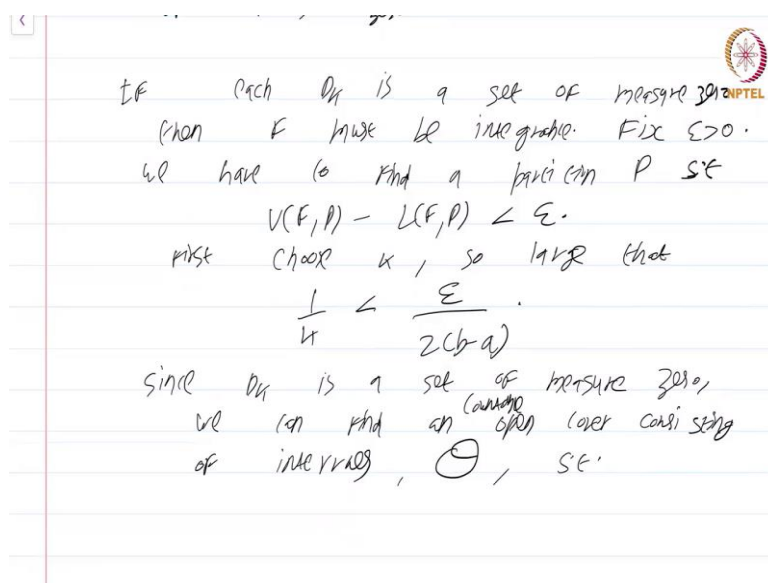 If each D_k is a set of measure zero
then F must be integrable. Fix ε>0.
we have to find a partition P s.t
U(F,P) - L(F,P) < ε.
First choose k, so large that
1/k < ε/2(b-a).
Since D_k is a set of measure zero,
we can find an countable open cover consisting
of intervals, Θ, s.t.
NPTEL